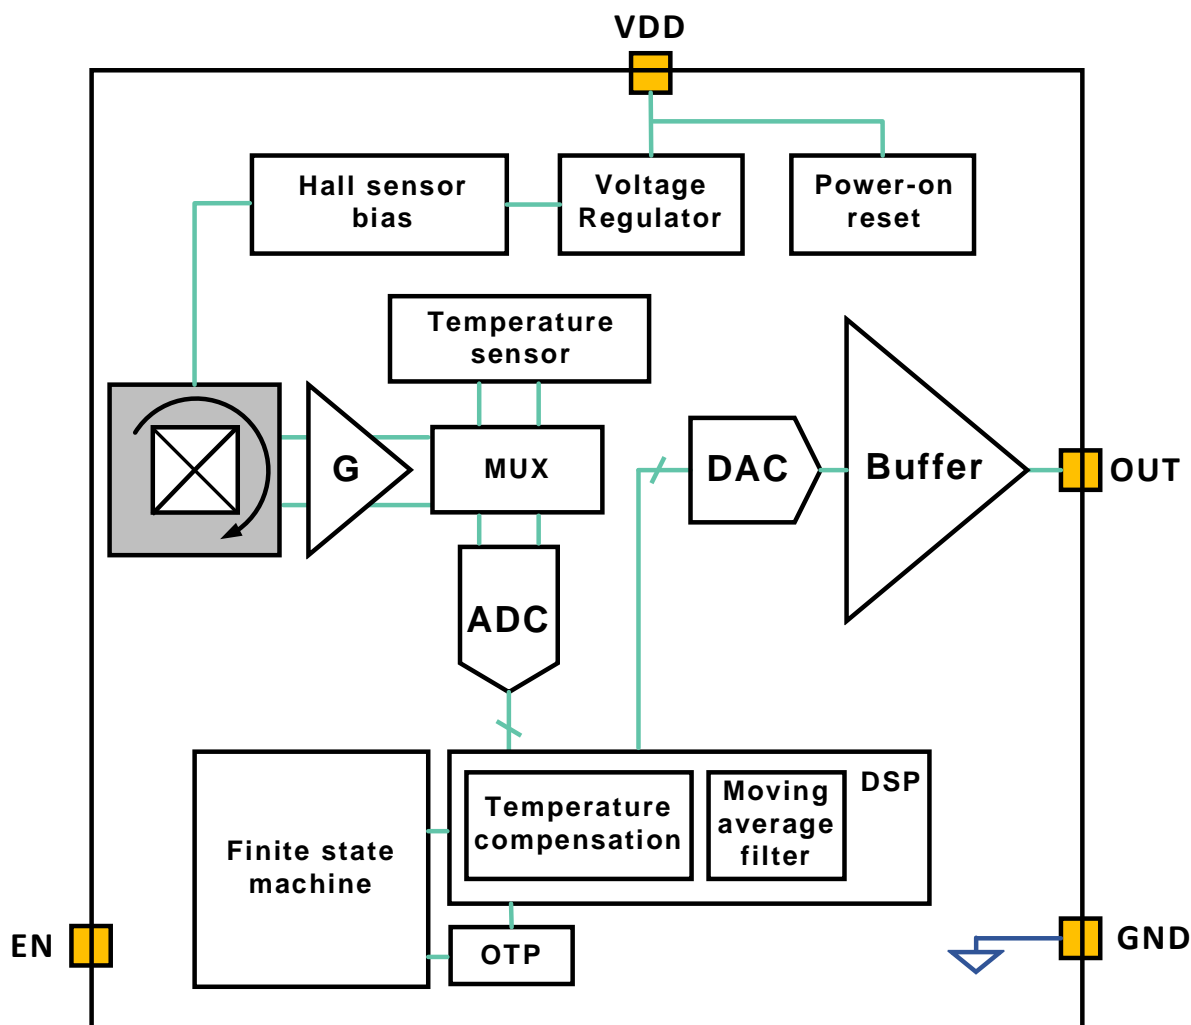 VDD
Hall sensor
bias
Voltage
Regulator
Power-on
reset
Temperature
sensor
G
MUX
DAC
Buffer
OUT
ADC
Finite state
machine
Temperature
compensation
Moving
average
filter
DSP
OTP
EN
GND